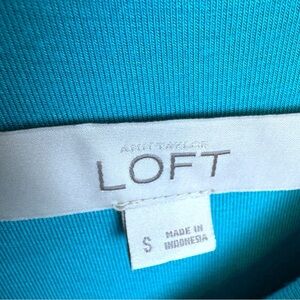 ANN TAYLOR
LOFT
S
MADE IN
INDONESIA